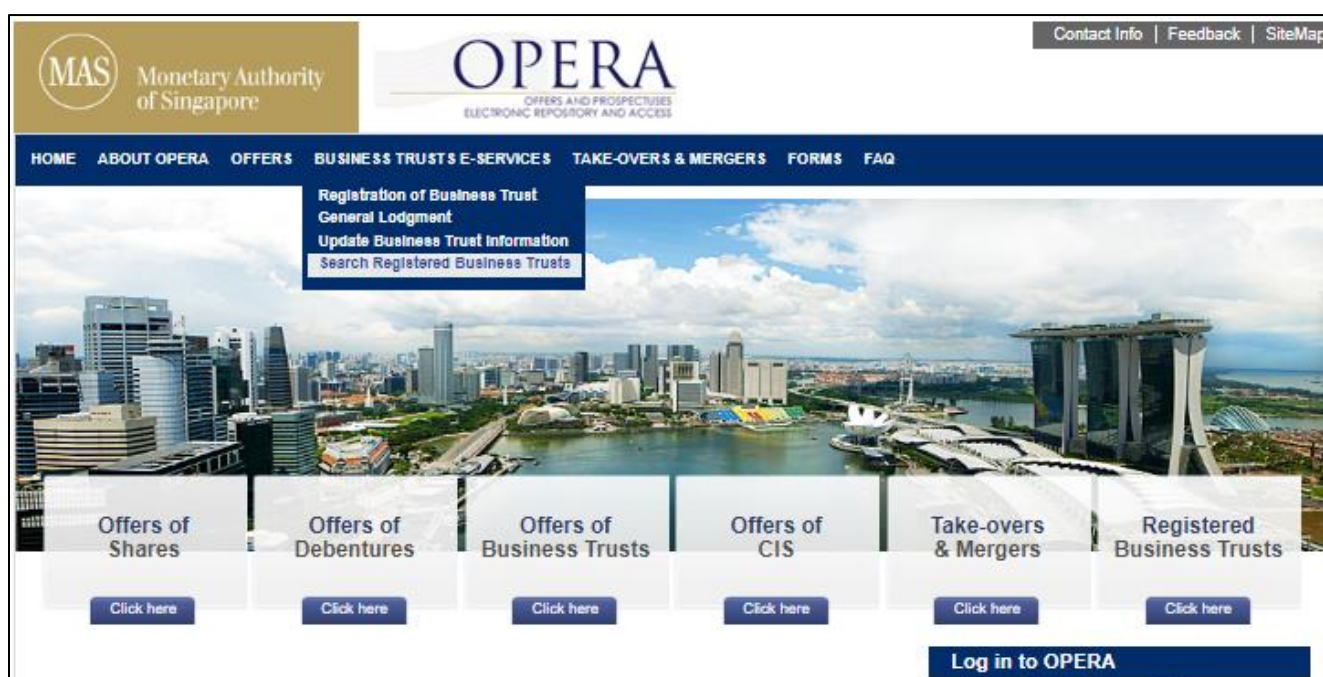 Contact Info | Feedback | SiteMap
MAS
Monetary Authority
of Singapore
OPERA
OFFERS AND PROSPECTUSES
ELECTRONIC REPOSITORY AND ACCESS
HOME ABOUT OPERA OFFERS BUSINESS TRUSTS E-SERVICES TAKE-OVERS & MERGERS FORMS FAQ
Registration of Business Trust
General Lodgment
Update Business Trust Information
Search Registered Business Trusts
Offers of
Shares
Click here
Offers of
Debentures
Click here
Offers of
Business Trusts
Click here
Offers of
CIS
Click here
Take-overs
& Mergers
Click here
Registered
Business Trusts
Click here
Log in to OPERA